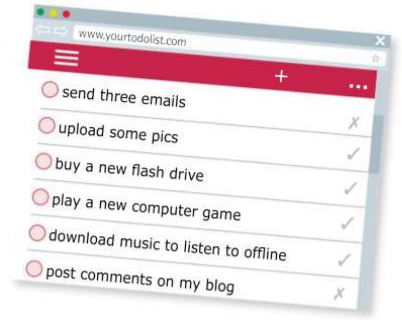 www.yourtodolist.com
send three emails
upload some pics
buy a new flash drive
play a new computer game
download music to listen to offline
post comments on my blog